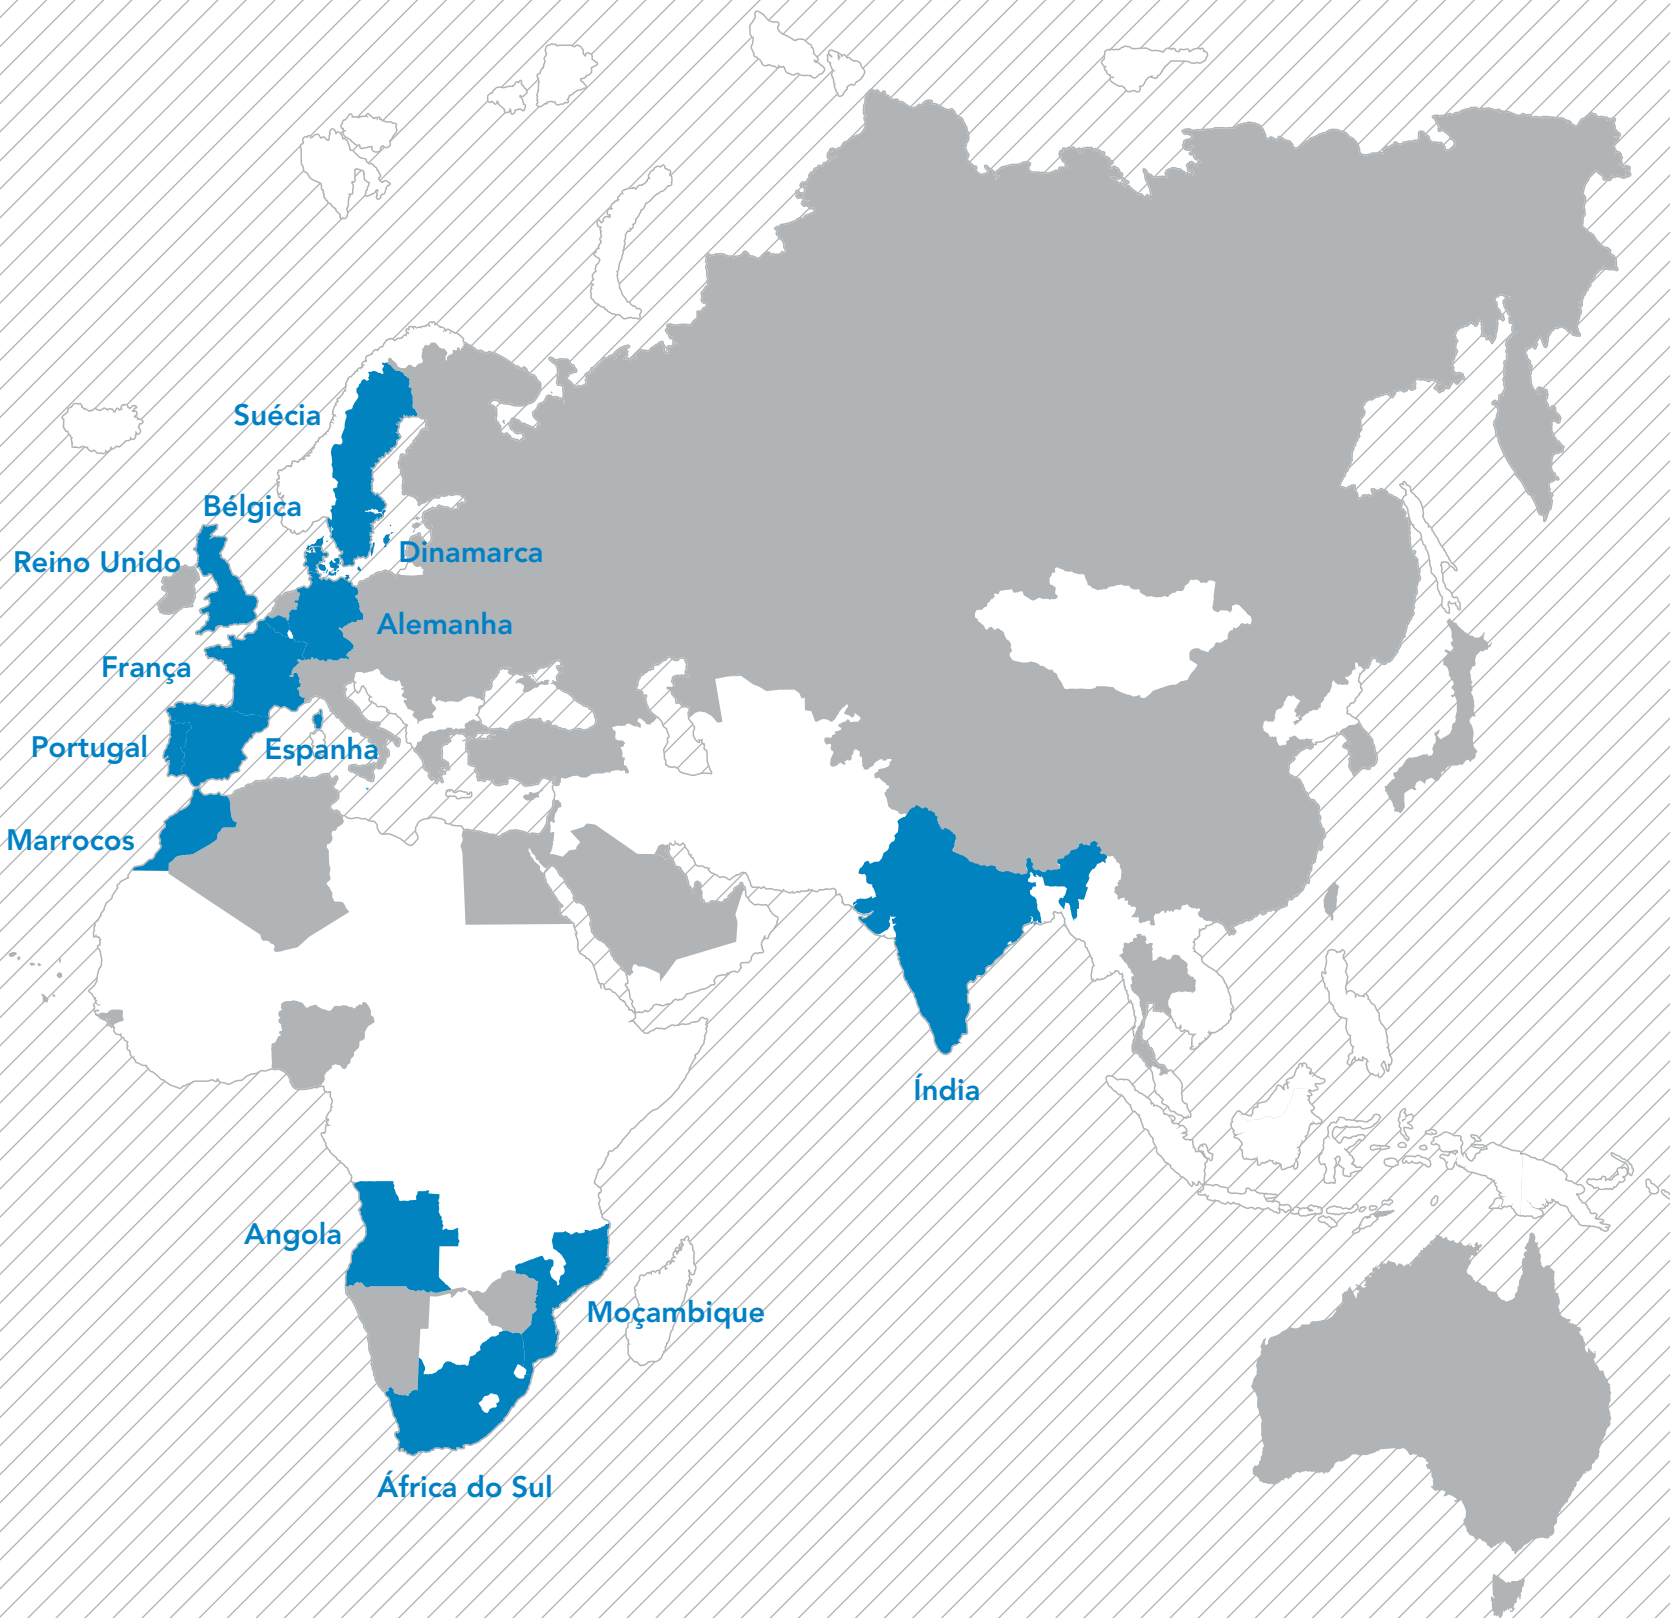 Suécia
Bélgica
Dinamarca
Reino Unido
Alemanha
França
Portugal
Espanha
Marrocos
Índia
Angola
Moçambique
África do Sul